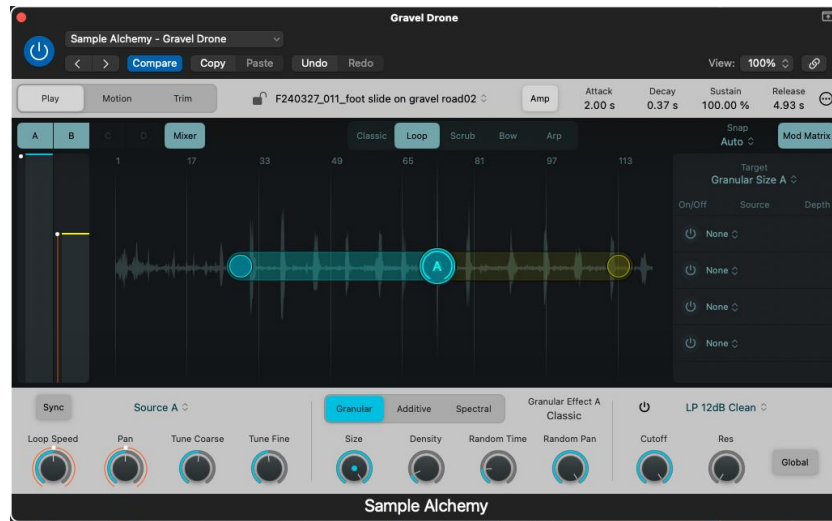 Gravel Drone
Sample Alchemy - Gravel Drone
Compare Copy Paste Undo Redo View: 100%
Play Motion Trim F240327_011_foot slide on gravel road02 Amp
Attack Decay Sustain Release
2.00 s 0.37 s 100.00 % 4.93 s
A B C D Mixer Classic Loop Scrub Bow Arp Snap Mod Matrix
Auto
1 17 33 49 65 81 97 113
Target
Granular Size A
On/Off Source Depth
None
None
None
None
A
Sync Source A Granular Additive Spectral Granular Effect A LP 12dB Clean
Classic
Loop Speed Pan Tune Coarse Tune Fine Size Density Random Time Random Pan Cutoff Res
Global
Sample Alchemy